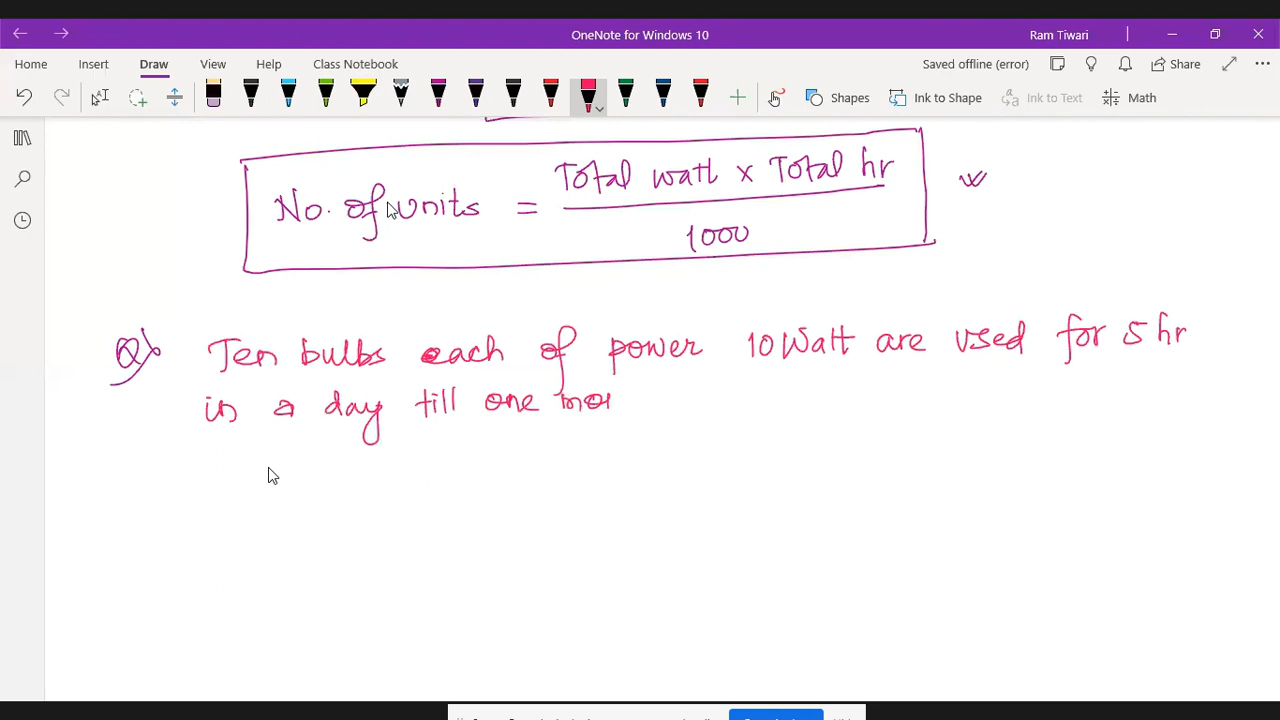 OneNote for Windows 10
Ram Tiwari
Home Insert Draw View Help Class Notebook
Saved offline (error)
Share
Shapes
Ink to Shape
Ink to Text
Math
No. of units = Total watt x Total hr
1000
Q) Ten bulbs each of power 10 Watt are used for 5 hr
in a day till one mon